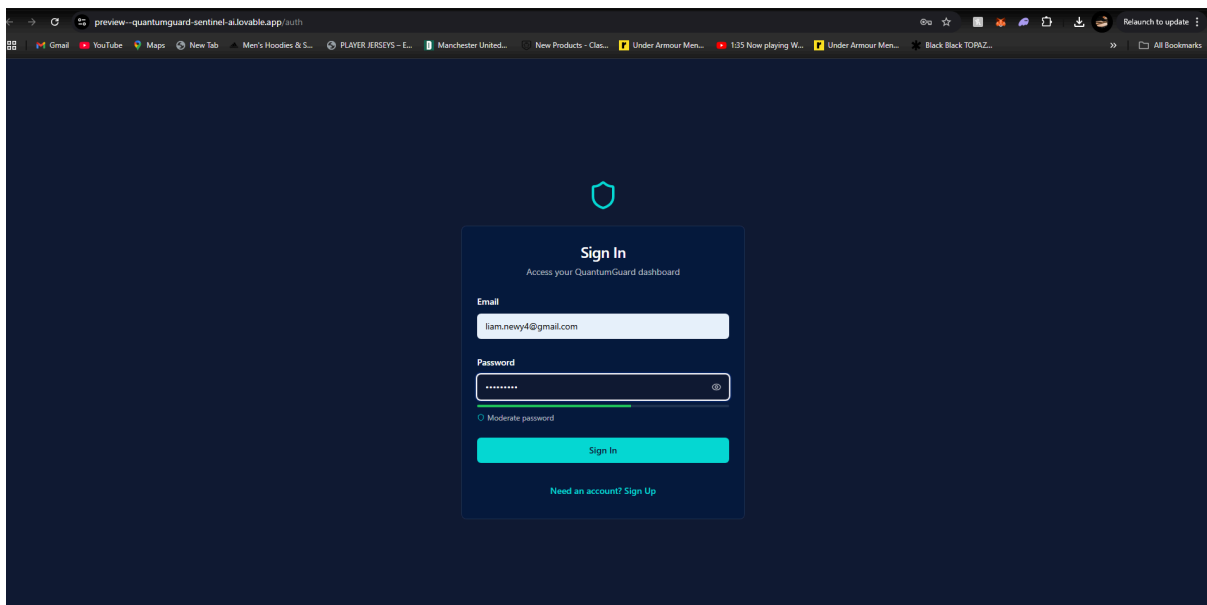 preview--quantumguard-sentinel-ai.lovable.app/auth
Relaunch to update
Gmail YouTube Maps New Tab Men's Hoodies & S... PLAYER JERSEYS – E... Manchester United... New Products - Clas... Under Armour Men... 1:35 Now playing W... Under Armour Men... Black Black TOPAZ... » All Bookmarks
Sign In
Access your QuantumGuard dashboard
Email
liam.newy4@gmail.com
Password
•••••••••
Moderate password
Sign In
Need an account? Sign Up